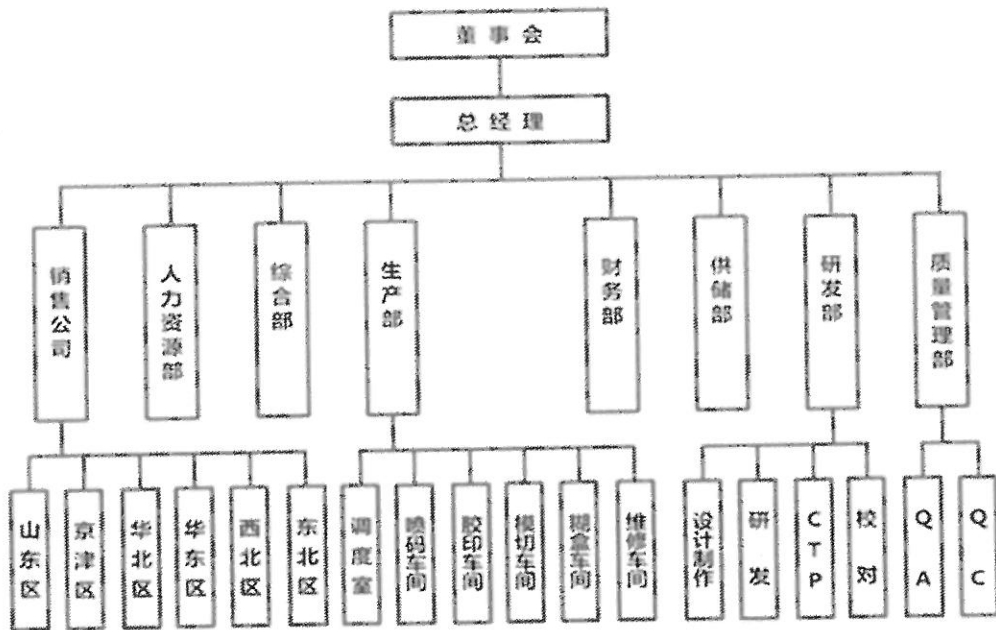 董事会
总经理
销售公司
人力资源部
综合部
生产部
财务部
供储部
研发部
质量管理部
山东区
京津区
华北区
华东区
西北区
东北区
调度室
喷码车间
胶印车间
模切车间
糊盒车间
维修车间
设计制作
研发
CTP
校对
QA
QC